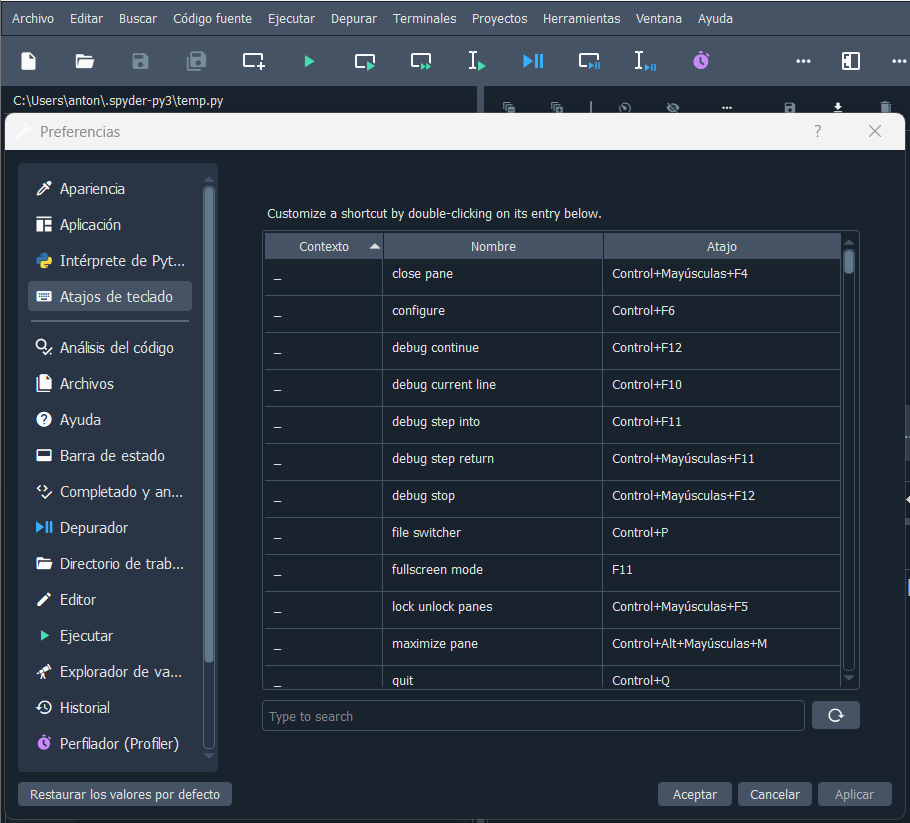 Archivo Editar Buscar Código fuente Ejecutar Depurar Terminales Proyectos Herramientas Ventana Ayuda
C:\Users\anton\.spyder-py3\temp.py
Preferencias ?
Apariencia
Aplicación
Intérprete de Pyt...
Atajos de teclado
Análisis del código
Archivos
Ayuda
Barra de estado
Completado y an...
Depurador
Directorio de trab...
Editor
Ejecutar
Explorador de va...
Historial
Perfilador (Profiler)
Customize a shortcut by double-clicking on its entry below.
Contexto Nombre Atajo
_ close pane Control+Mayúsculas+F4
_ configure Control+F6
_ debug continue Control+F12
_ debug current line Control+F10
_ debug step into Control+F11
_ debug step return Control+Mayúsculas+F11
_ debug stop Control+Mayúsculas+F12
_ file switcher Control+P
_ fullscreen mode F11
_ lock unlock panes Control+Mayúsculas+F5
_ maximize pane Control+Alt+Mayúsculas+M
_ quit Control+Q
Type to search
Restaurar los valores por defecto Aceptar Cancelar Aplicar